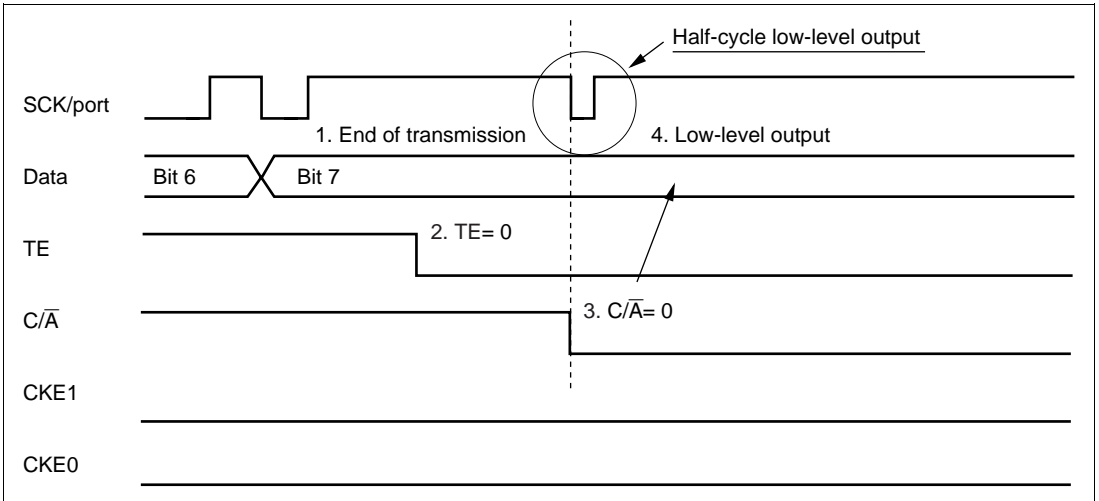 Half-cycle low-level output
SCK/port
1. End of transmission
4. Low-level output
Data
Bit 6
Bit 7
TE
2. TE= 0
C/A̅
3. C/A̅= 0
CKE1
CKE0